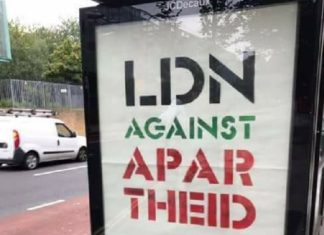 JCDecaux
LDN
AGAINST
APAR
THEID